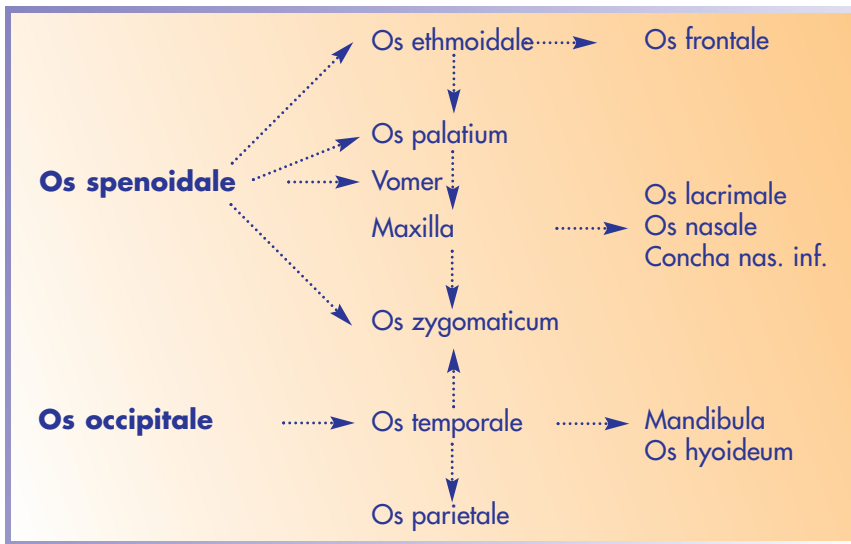 Os ethmoidale
Os frontale
Os palatium
Os spenoidale
Vomer
Os lacrimale
Maxilla
Os nasale
Concha nas. inf.
Os zygomaticum
Os occipitale
Os temporale
Mandibula
Os hyoideum
Os parietale